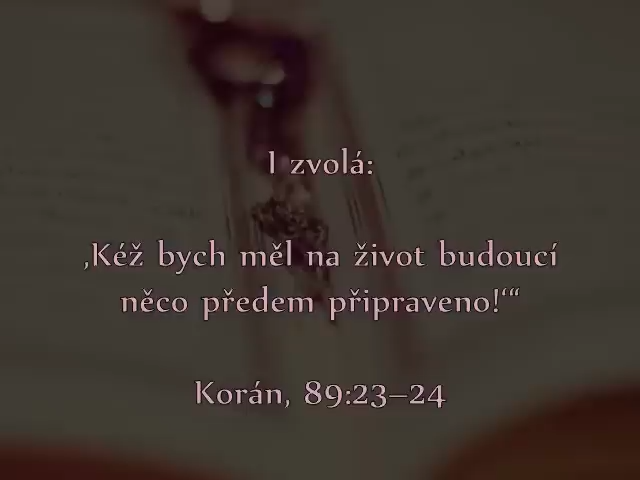 I zvolá:
‚Kéž bych měl na život budoucí
něco předem připraveno!‘“
Korán, 89:23–24